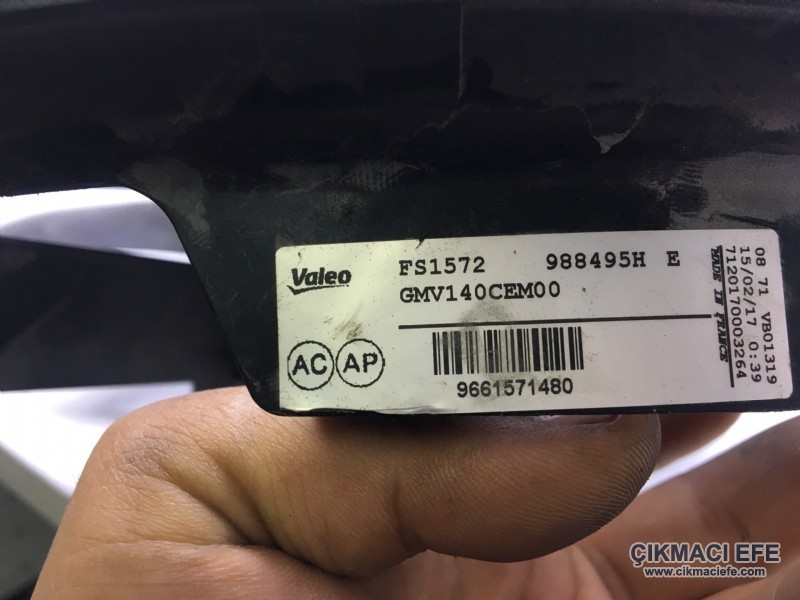 Valeo
FS1572 988495H E
GMV140CEM00
AC AP
9661571480
MADE IN FRANCE
08 71 VB01319
15/02/17 0:39
7120170003264
ÇIKMACI EFE
www.cikmaciefe.com